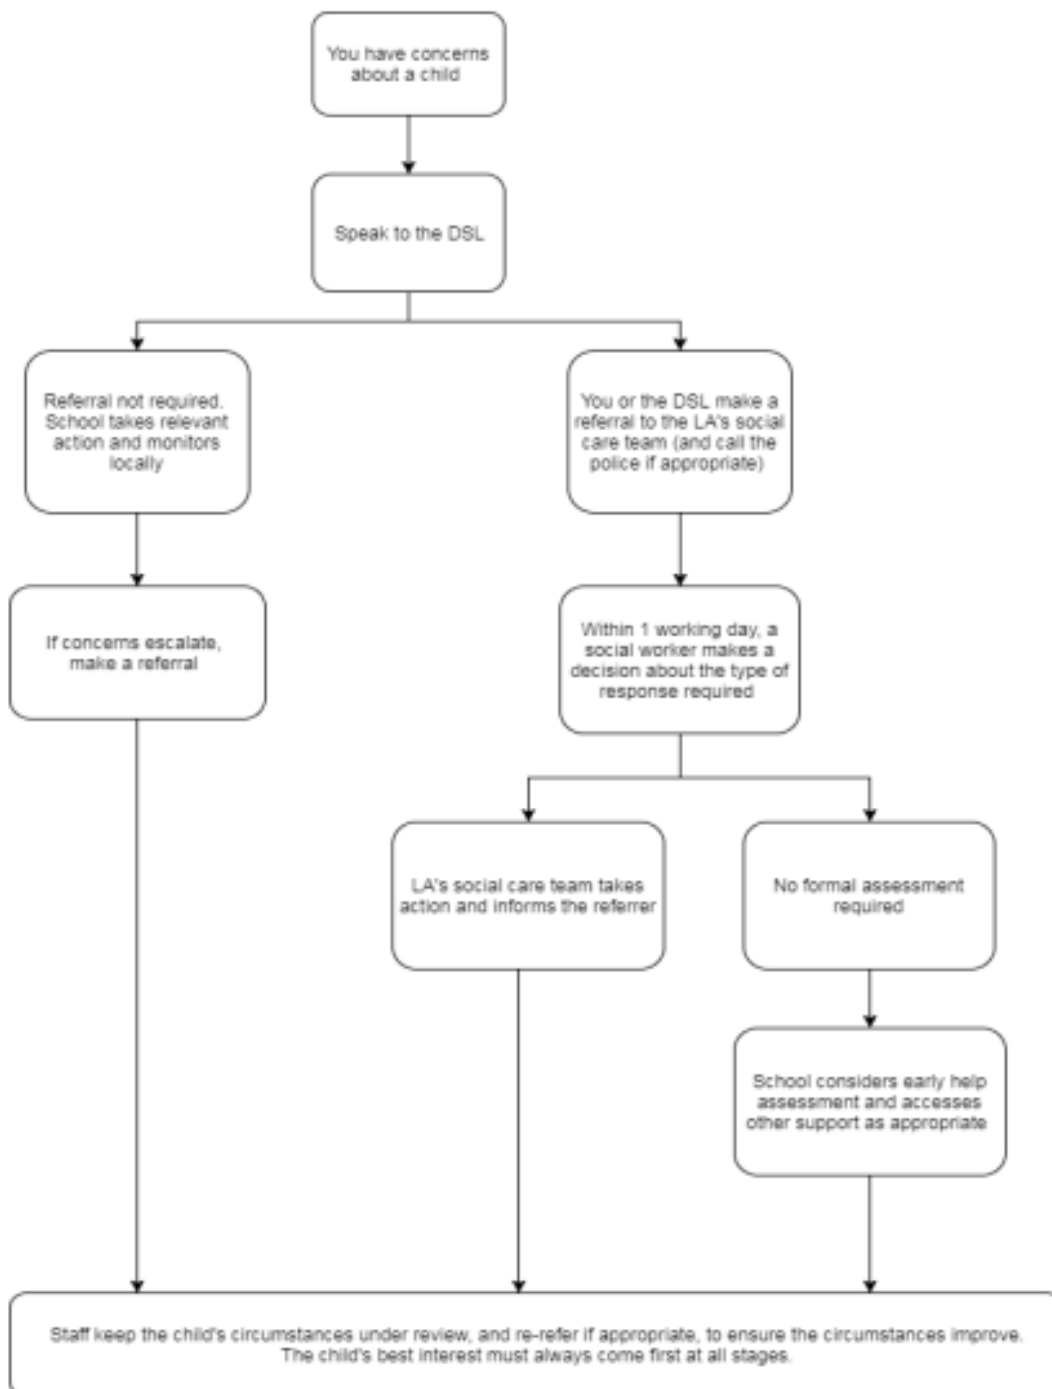 You have concerns
about a child
Speak to the DSL
Referral not required.
School takes relevant
action and monitors
locally
You or the DSL make a
referral to the LA's social
care team (and call the
police if appropriate)
If concerns escalate,
make a referral
Within 1 working day, a
social worker makes a
decision about the type of
response required
LA's social care team takes
action and informs the referrer
No formal assessment
required
School considers early help
assessment and accesses
other support as appropriate
Staff keep the child's circumstances under review, and re-refer if appropriate, to ensure the circumstances improve.
The child's best interest must always come first at all stages.